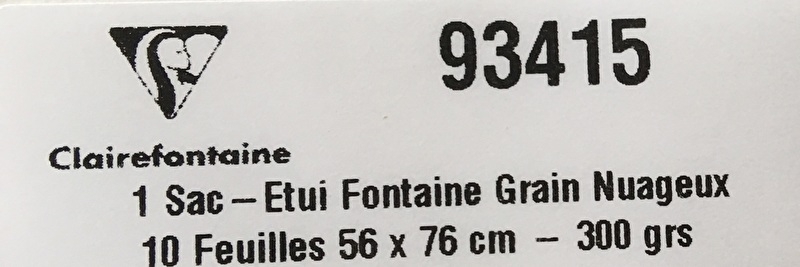 93415
Clairefontaine
1 Sac – Etui Fontaine Grain Nuageux
10 Feuilles 56 x 76 cm – 300 grs